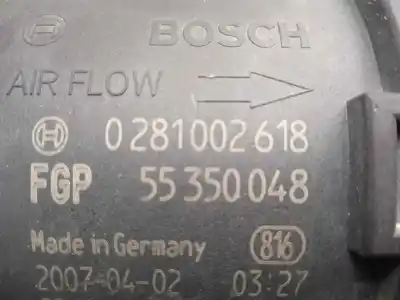 BOSCH
AIR FLOW
0 281 002 618
FGP 55 350 048
Made in Germany 816
2007-04-02 03:27